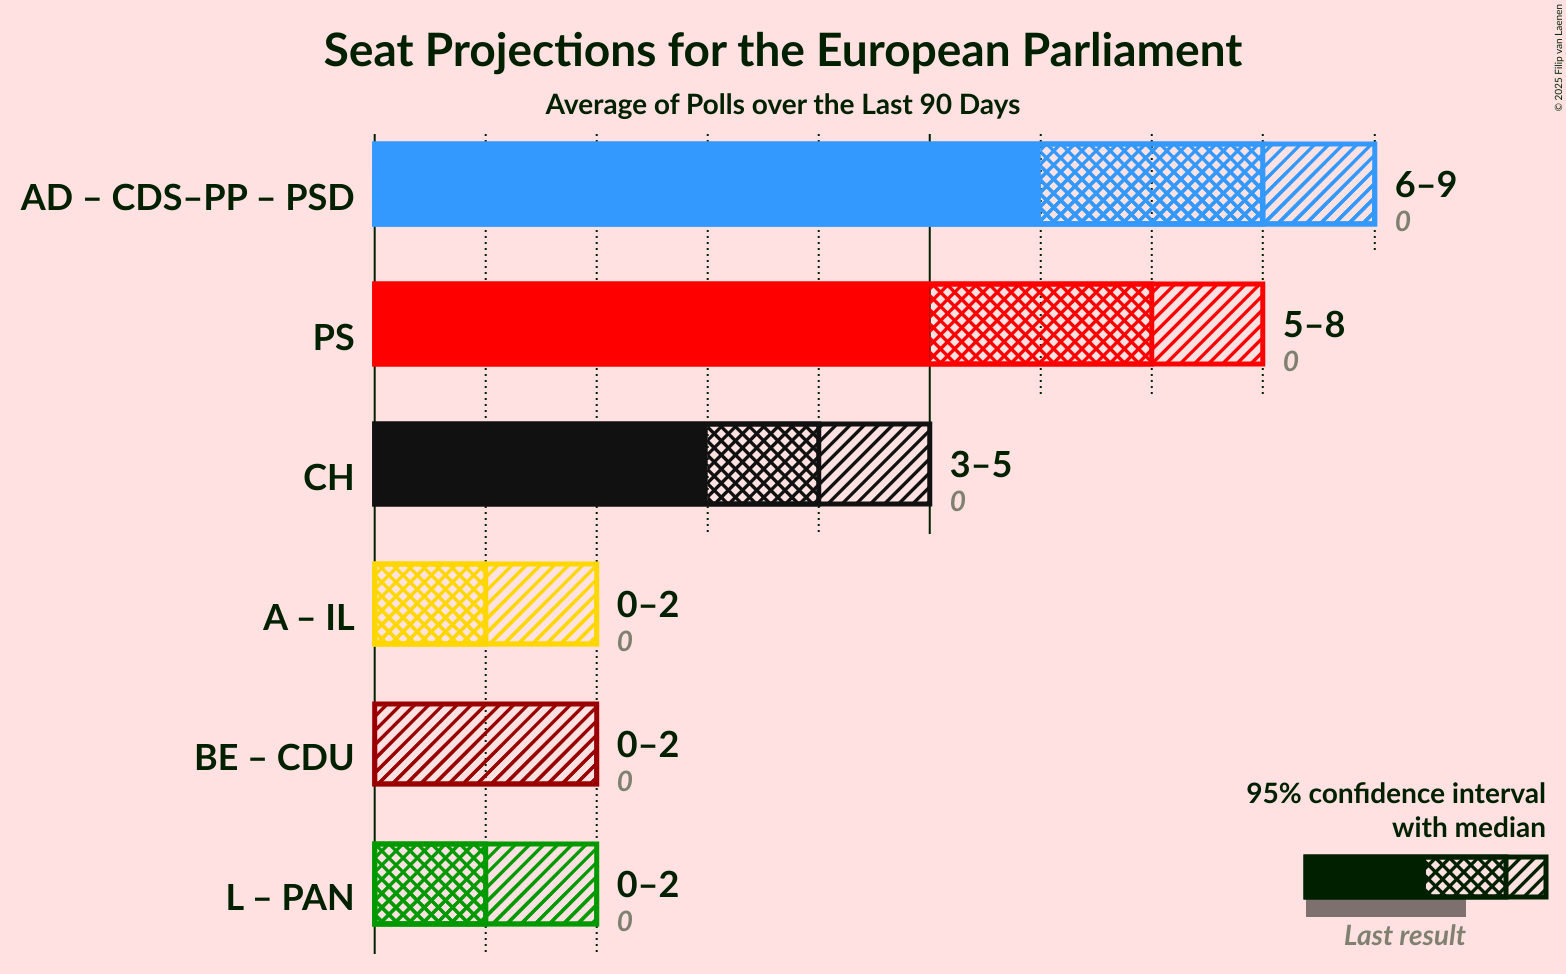 Seat Projections for the European Parliament
Average of Polls over the Last 90 Days
© 2025 Filip van Laenen
AD – CDS–PP – PSD
6–9
0
PS
5–8
0
CH
3–5
0
A – IL
0–2
0
BE – CDU
0–2
0
L – PAN
0–2
0
95% confidence interval
with median
Last result